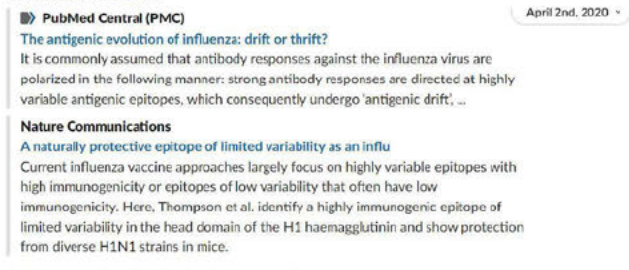 PubMed Central (PMC)
April 2nd, 2020
The antigenic evolution of influenza: drift or thrift?
It is commonly assumed that antibody responses against the influenza virus are
polarized in the following manner: strong antibody responses are directed at highly
variable antigenic epitopes, which consequently undergo 'antigenic drift', ...
Nature Communications
A naturally protective epitope of limited variability as an influ
Current influenza vaccine approaches largely focus on highly variable epitopes with
high immunogenicity or epitopes of low variability that often have low
immunogenicity. Here, Thompson et al. identify a highly immunogenic epitope of
limited variability in the head domain of the H1 haemagglutinin and show protection
from diverse H1N1 strains in mice.